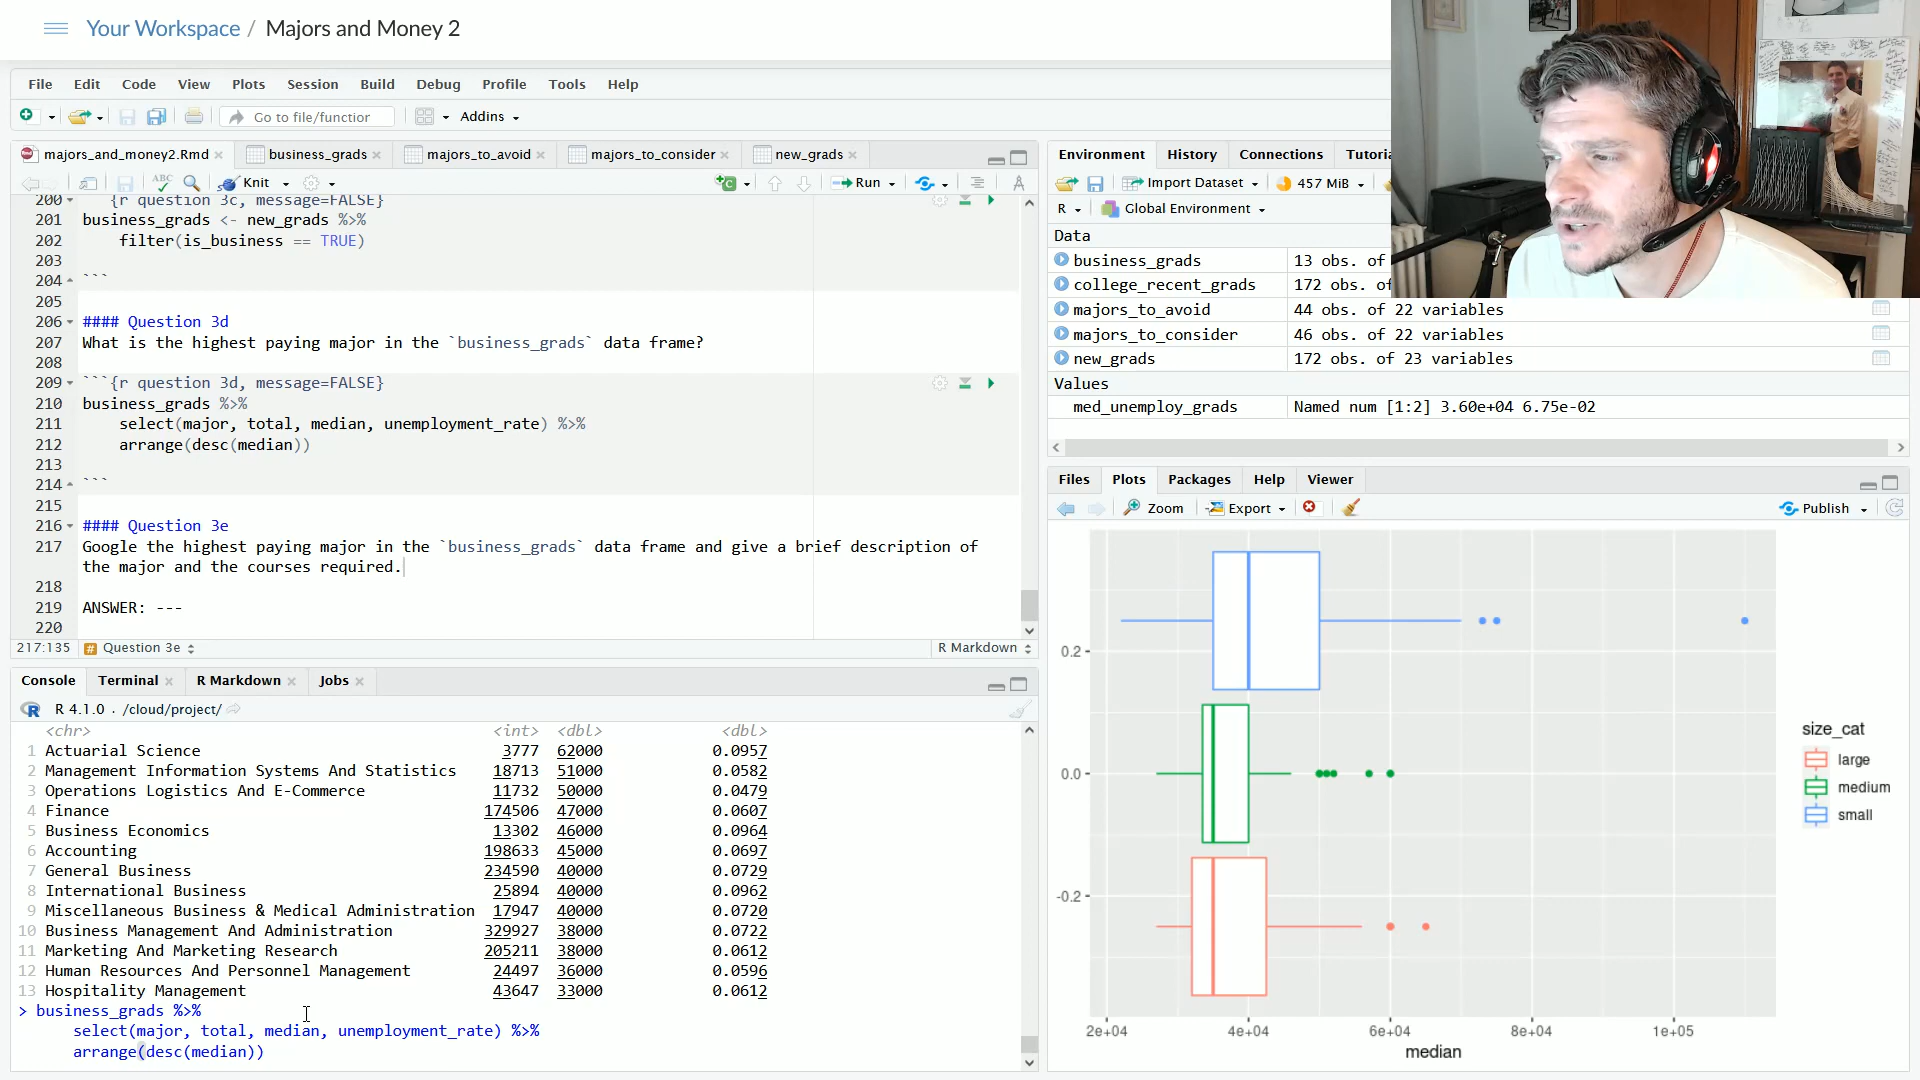 Your Workspace / Majors and Money 2
File Edit Code View Plots Session Build Debug Profile Tools Help
Go to file/function Addins
majors_and_money2.Rmd business_grads majors_to_avoid majors_to_consider new_grads
ABC Knit Run
200 {r question 3c, message=FALSE}
201 business_grads <- new_grads %>%
202 filter(is_business == TRUE)
203
204 ```
205
206 #### Question 3d
207 What is the highest paying major in the `business_grads` data frame?
208
209 ```{r question 3d, message=FALSE}
210 business_grads %>%
211 select(major, total, median, unemployment_rate) %>%
212 arrange(desc(median))
213
214 ```
215
216 #### Question 3e
217 Google the highest paying major in the `business_grads` data frame and give a brief description of
the major and the courses required.
218
219 ANSWER: ---
220
217:135 # Question 3e R Markdown
Console Terminal R Markdown Jobs
R 4.1.0 . /cloud/project/
<chr> <int> <dbl> <dbl>
1 Actuarial Science 3777 62000 0.0957
2 Management Information Systems And Statistics 18713 51000 0.0582
3 Operations Logistics And E-Commerce 11732 50000 0.0479
4 Finance 174506 47000 0.0607
5 Business Economics 13302 46000 0.0964
6 Accounting 198633 45000 0.0697
7 General Business 234590 40000 0.0729
8 International Business 25894 40000 0.0962
9 Miscellaneous Business & Medical Administration 17947 40000 0.0720
10 Business Management And Administration 329927 38000 0.0722
11 Marketing And Marketing Research 205211 38000 0.0612
12 Human Resources And Personnel Management 24497 36000 0.0596
13 Hospitality Management 43647 33000 0.0612
> business_grads %>%
select(major, total, median, unemployment_rate) %>%
arrange(desc(median))
Environment History Connections Tutoria
Import Dataset 457 MiB
R Global Environment
Data
business_grads 13 obs. of
college_recent_grads 172 obs. of
majors_to_avoid 44 obs. of 22 variables
majors_to_consider 46 obs. of 22 variables
new_grads 172 obs. of 23 variables
Values
med_unemploy_grads Named num [1:2] 3.60e+04 6.75e-02
Files Plots Packages Help Viewer
Zoom Export Publish
0.2
0.0
-0.2
2e+04 4e+04 6e+04 8e+04 1e+05
median
size_cat
large
medium
small